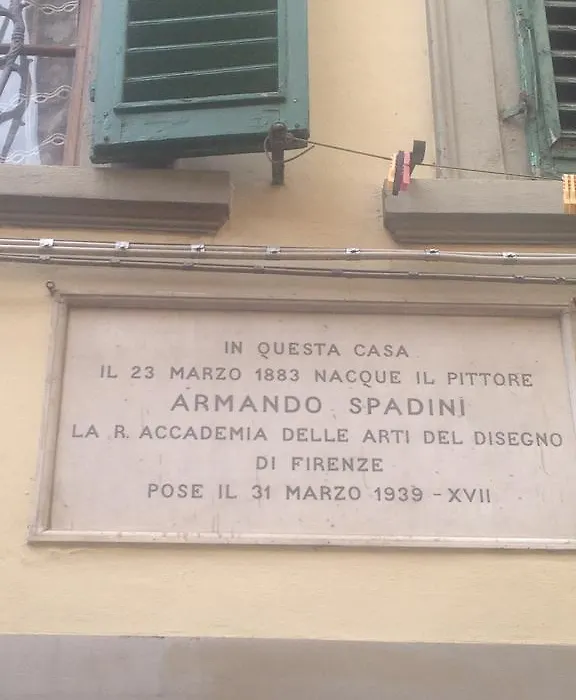 IN QUESTA CASA
IL 23 MARZO 1883 NACQUE IL PITTORE
ARMANDO SPADINI
LA R. ACCADEMIA DELLE ARTI DEL DISEGNO
DI FIRENZE
POSE IL 31 MARZO 1939 - XVII